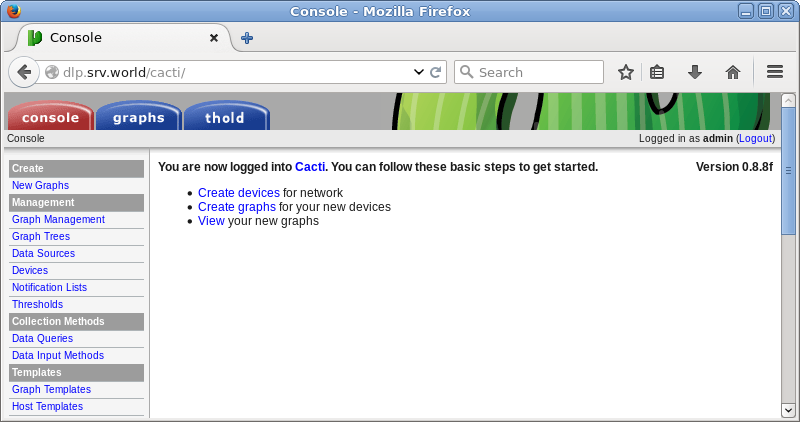 Console - Mozilla Firefox
Console
dlp.srv.world/cacti/
Search
console graphs thold
Console Logged in as admin (Logout)
Create
New Graphs
Management
Graph Management
Graph Trees
Data Sources
Devices
Notification Lists
Thresholds
Collection Methods
Data Queries
Data Input Methods
Templates
Graph Templates
Host Templates
You are now logged into Cacti. You can follow these basic steps to get started. Version 0.8.8f
Create devices for network
Create graphs for your new devices
View your new graphs